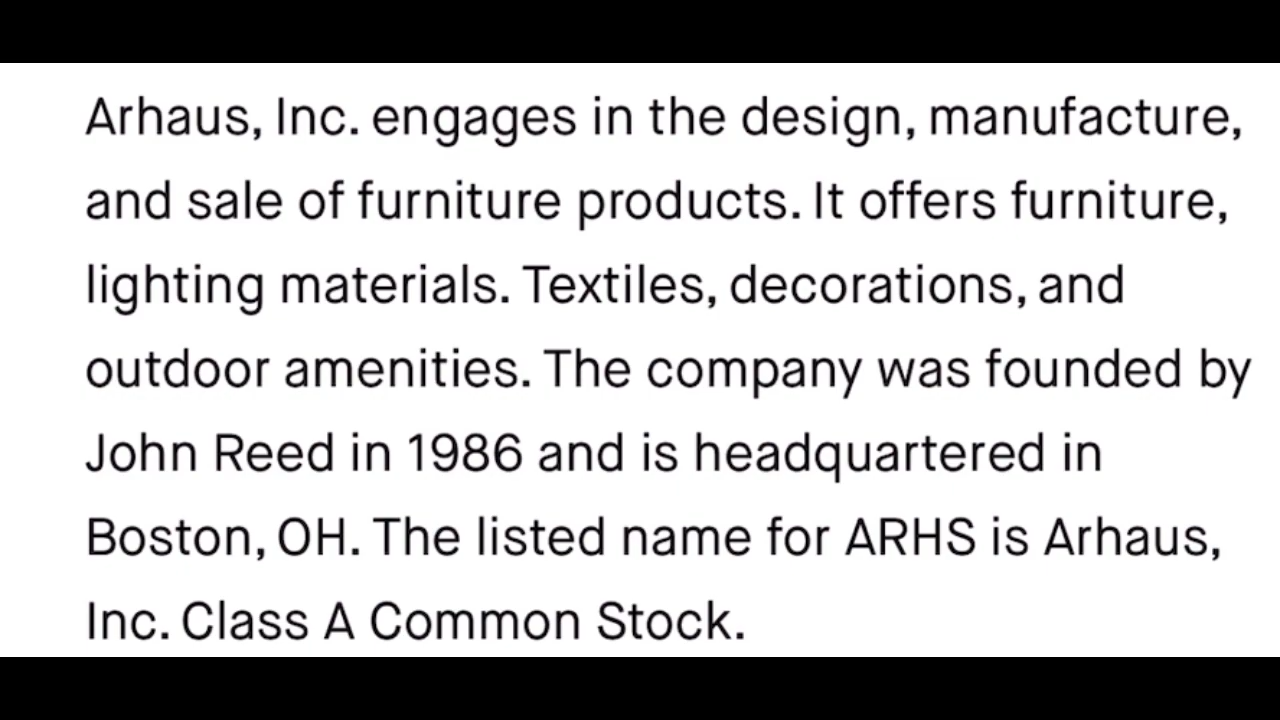 Arhaus, Inc. engages in the design, manufacture,
and sale of furniture products. It offers furniture,
lighting materials. Textiles, decorations, and
outdoor amenities. The company was founded by
John Reed in 1986 and is headquartered in
Boston, OH. The listed name for ARHS is Arhaus,
Inc. Class A Common Stock.